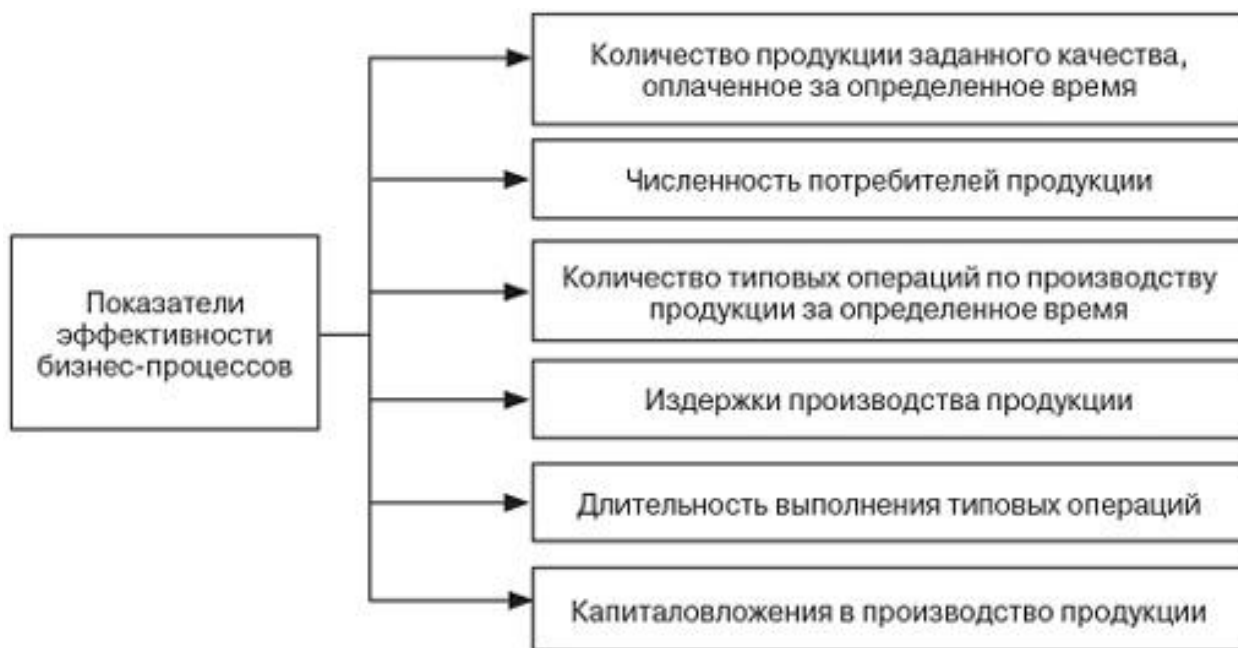 Показатели
эффективности
бизнес-процессов
Количество продукции заданного качества,
оплаченное за определенное время
Численность потребителей продукции
Количество типовых операций по производству
продукции за определенное время
Издержки производства продукции
Длительность выполнения типовых операций
Капиталовложения в производство продукции